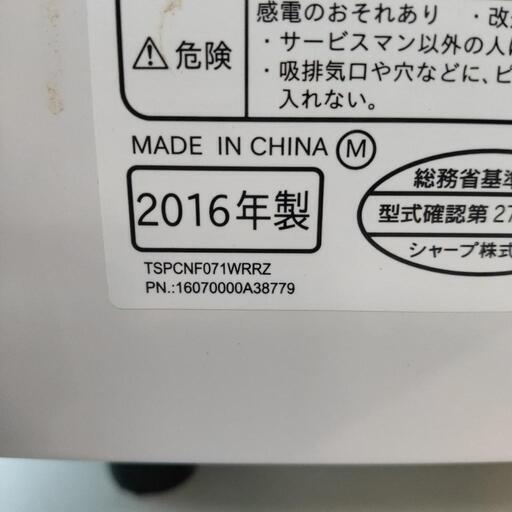 感電のおそれあり ・改
⚠危険
・サービスマン以外の人
・吸排気口や穴などに、ピ
入れない。
MADE IN CHINA Ⓜ
2016年製
総務省基準
型式確認第27
シャープ株式
TSPCNF071WRRZ
PN.:16070000A38779